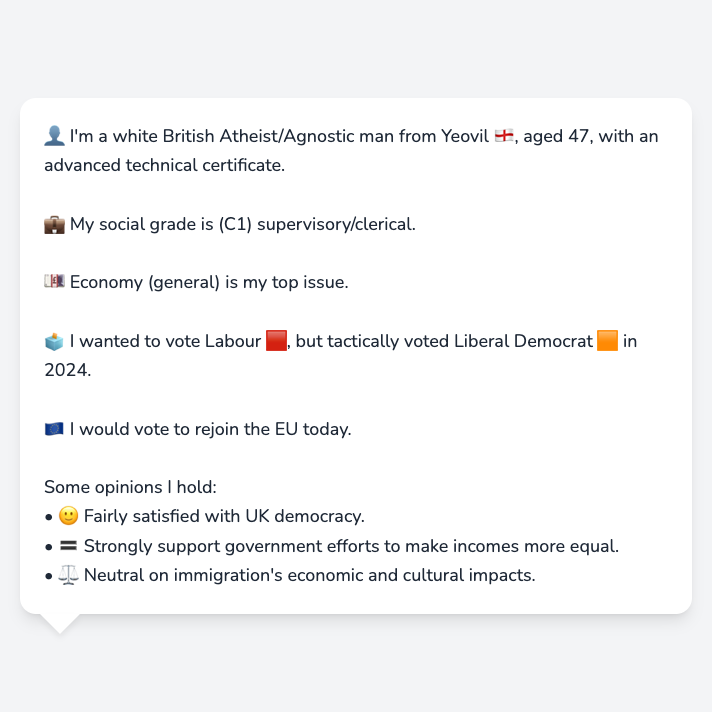 👤 I'm a white British Atheist/Agnostic man from Yeovil 🏴󠁧󠁢󠁥󠁮󠁧󠁿, aged 47, with an
advanced technical certificate.
💼 My social grade is (C1) supervisory/clerical.
💷 Economy (general) is my top issue.
🗳️ I wanted to vote Labour 🟥, but tactically voted Liberal Democrat 🟧 in
2024.
🇪🇺 I would vote to rejoin the EU today.
Some opinions I hold:
• 🙂 Fairly satisfied with UK democracy.
• 🟰 Strongly support government efforts to make incomes more equal.
• ⚖️ Neutral on immigration's economic and cultural impacts.